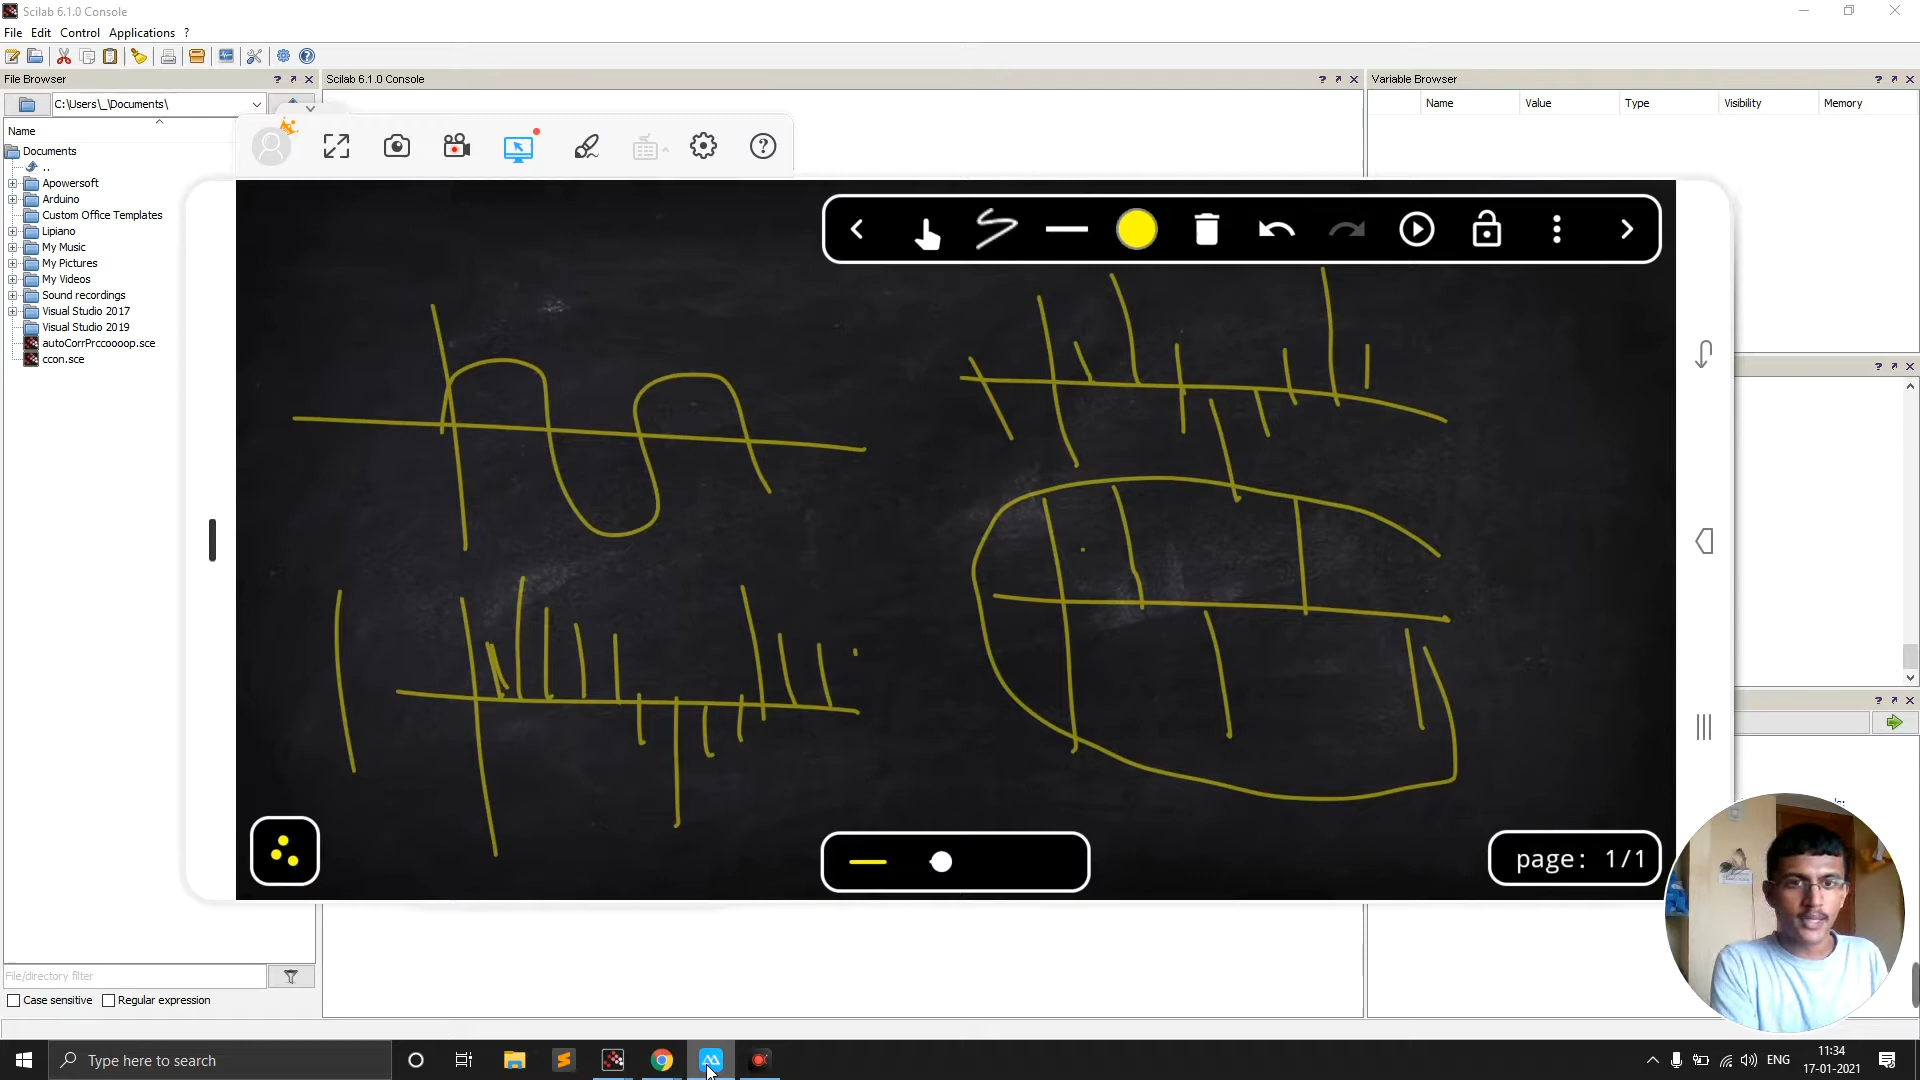 Scilab 6.1.0 Console
File Edit Control Applications ?
File Browser ? Scilab 6.1.0 Console ? Variable Browser ?
C:\Users\_\Documents\
Name Value Type Visibility Memory
Name
Documents
..
Apowersoft
Arduino
Custom Office Templates
Lipiano
My Music
My Pictures
My Videos
Sound recordings
Visual Studio 2017
Visual Studio 2019
autoCorrPrccoooop.sce
ccon.sce
?
?
page: 1/1
File/directory filter
Case sensitive Regular expression
Type here to search
ENG
11:34
17-01-2021